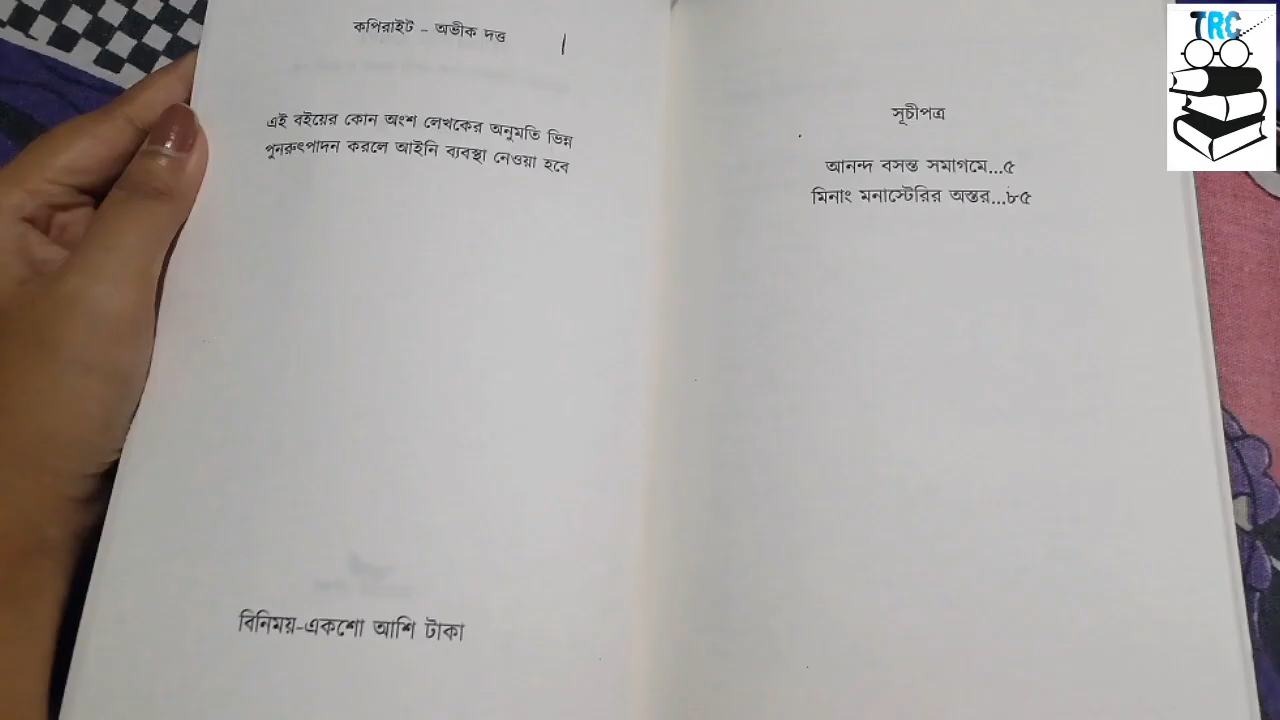 কপিরাইট - অভীক দত্ত
এই বইয়ের কোন অংশ লেখকের অনুমতি ভিন্ন
পুনরুৎপাদন করলে আইনি ব্যবস্থা নেওয়া হবে
বিনিময়-একশো আশি টাকা
সূচীপত্র
আনন্দ বসন্ত সমাগমে...৫
মিনাং মনাস্টেরির অন্তর...৮৫
TRC